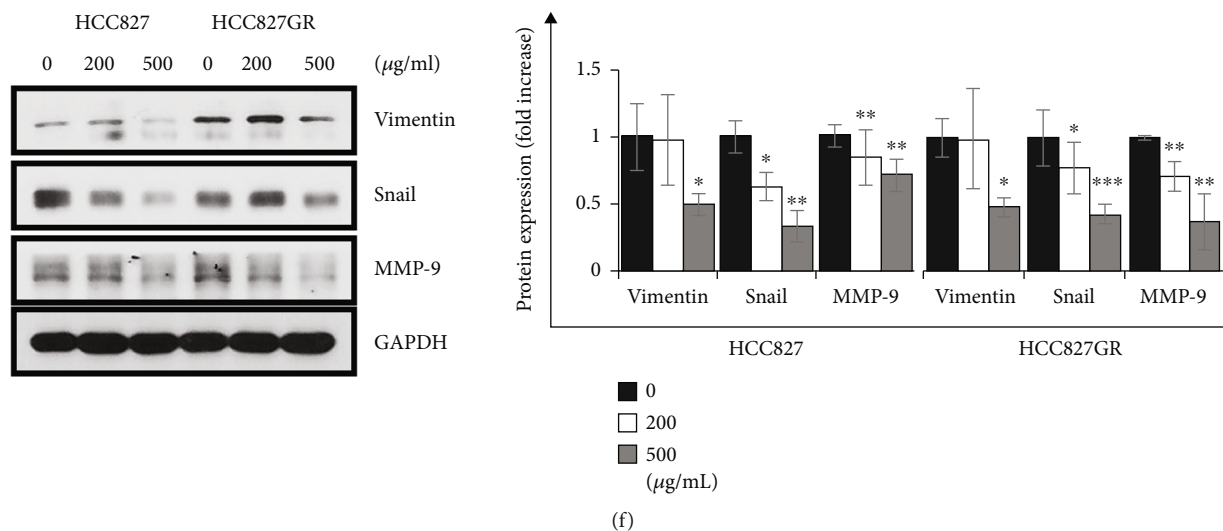 HCC827 HCC827GR
0 200 500 0 200 500 (μg/ml)
Vimentin
Snail
MMP-9
GAPDH
Protein expression (fold increase)
1.5
1
0.5
0
* * ** ** ** * * *** ** **
Vimentin Snail MMP-9 Vimentin Snail MMP-9
HCC827 HCC827GR
0
200
500
(μg/mL)
(f)